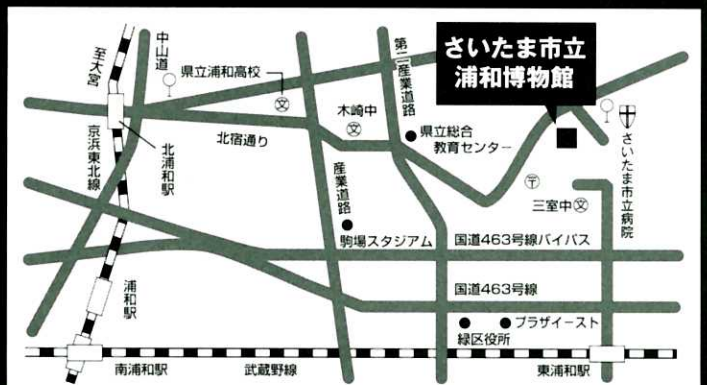 さいたま市立
浦和博物館
至大宮
中山道
県立浦和高校
文
第二産業道路
木崎中
文
県立総合
教育センター
京浜東北線
北浦和駅
北宿通り
産業道路
駒場スタジアム
〒
三室中
文
さいたま市立病院
国道463号線バイパス
国道463号線
浦和駅
緑区役所
プラザイースト
南浦和駅
武蔵野線
東浦和駅